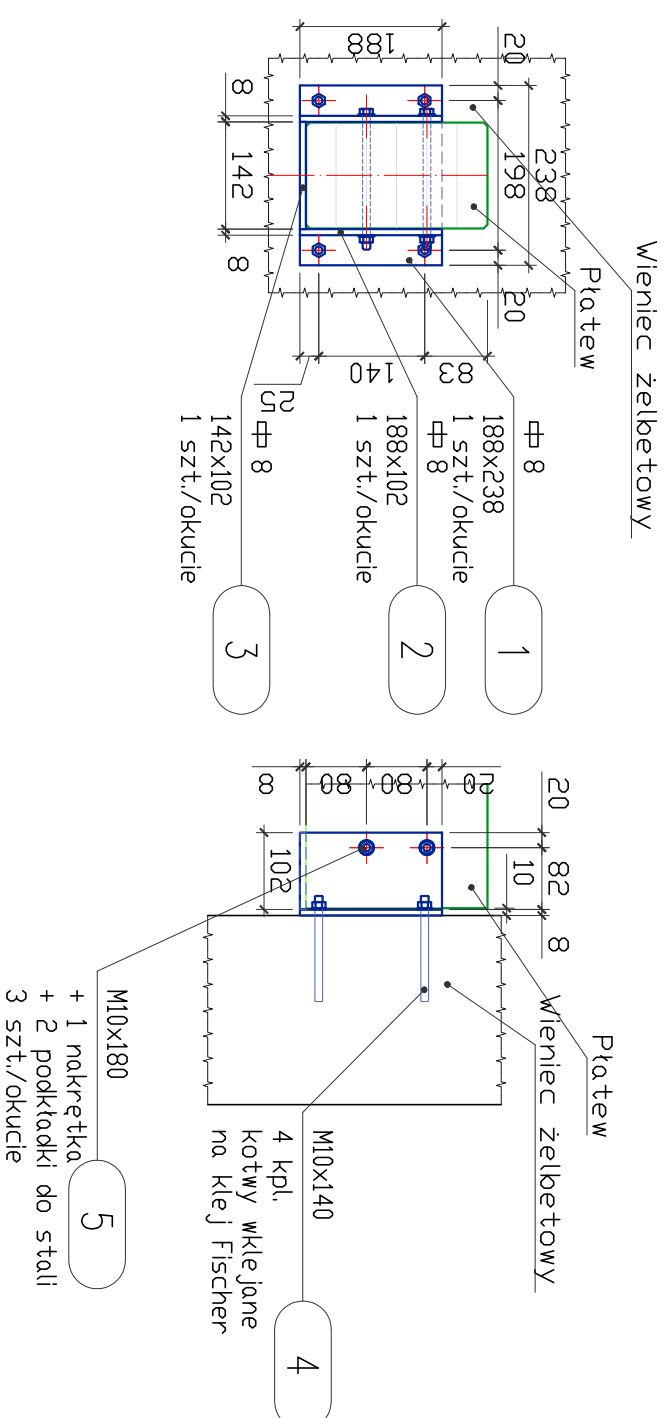 Wieniec żelbetowy
Płatew
238
20
198
20
188
8
142
8
83
140
25
⌑ 8
188x238
1 szt./okucie
1
8
188x102
1 szt./okucie
2
8
142x102
1 szt./okucie
3
Płatew
Wieniec żelbetowy
20
82
8
10
20
80
80
8
102
M10x140
4 kpl.
kotwy wklejane
na klej Fischer
4
M10x180
+ 1 nakrętka
+ 2 podkładki do stali
3 szt./okucie
5